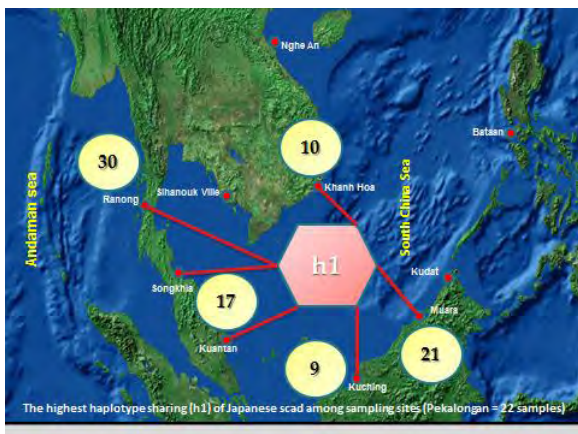 Nghe An
Bataan
30
10
Ranong
Sihanouk Ville
Khanh Hoa
Andaman sea
South China Sea
h1
Kudat
Songkhla
17
Muara
Kuantan
9
21
Kuching
The highest haplotype sharing (h1) of Japanese scad among sampling sites (Pekalongan = 22 samples)